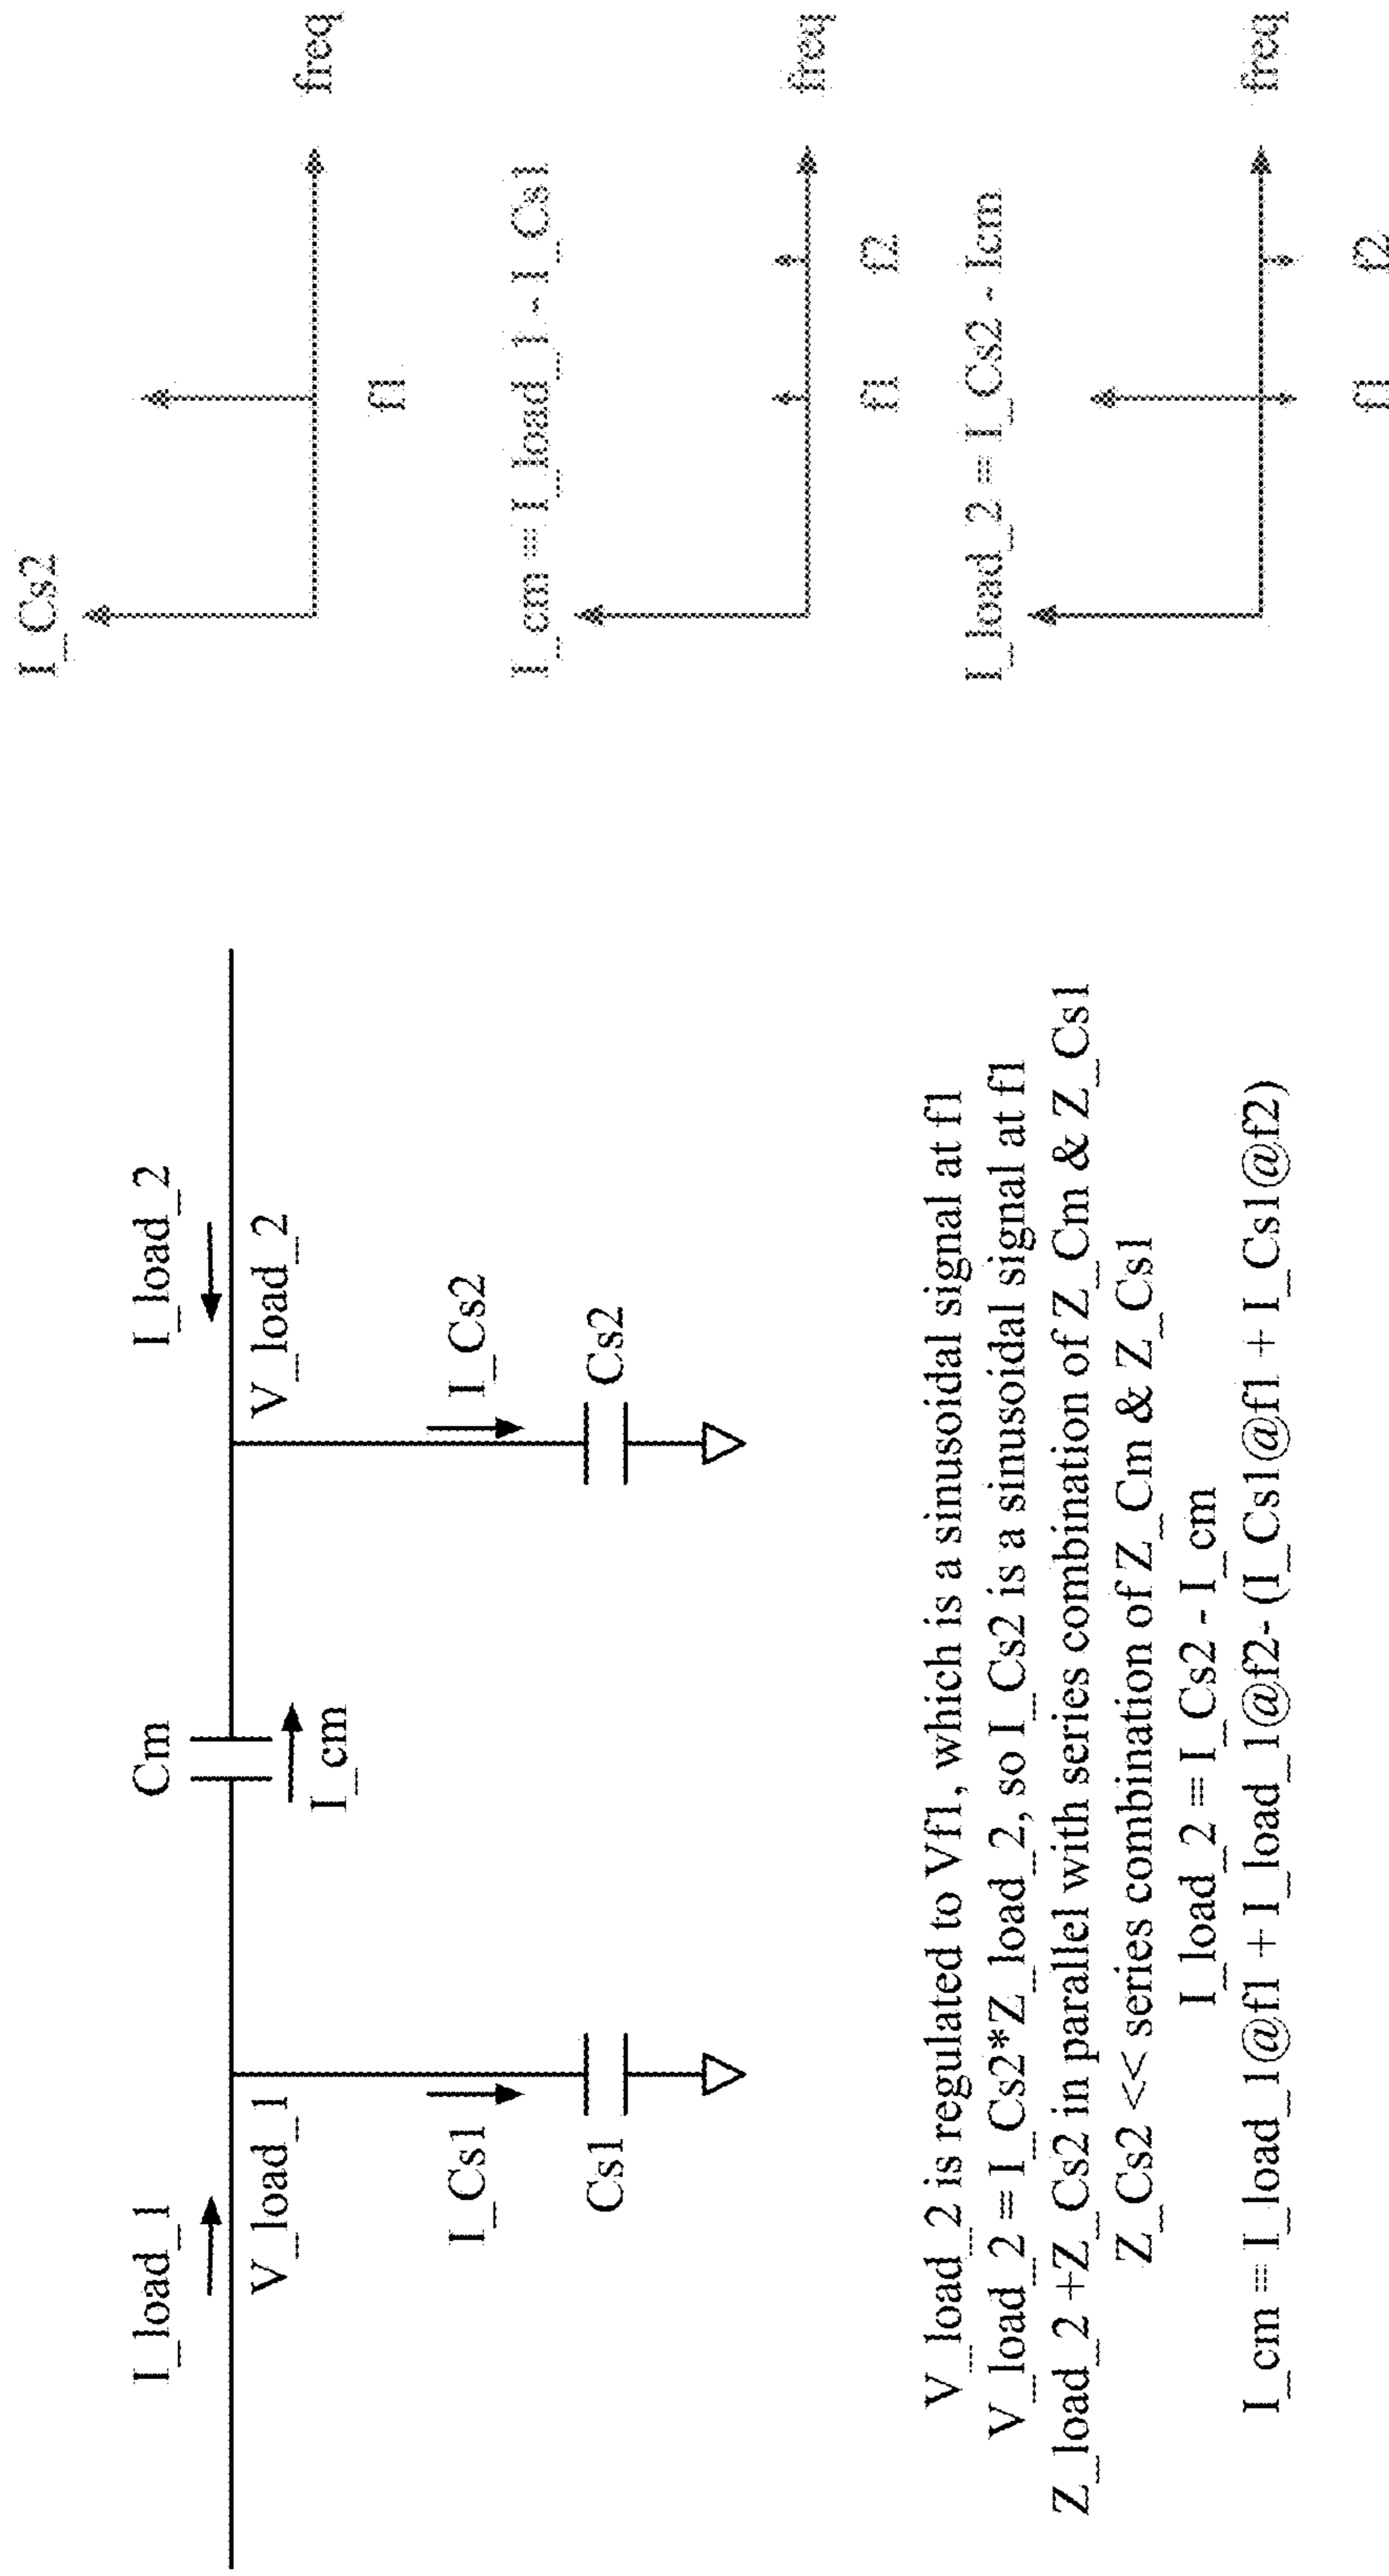 I_load_1
V_load_1
I_Cs1
Cs1
Cm
I_cm
I_load_2
V_load_2
I_Cs2
Cs2
V_load_2 is regulated to Vf1, which is a sinusoidal signal at f1
V_load_2 = I_Cs2*Z_load_2, so I_Cs2 is a sinusoidal signal at f1
Z_load_2 +Z_Cs2 in parallel with series combination of Z_Cm & Z_Cs1
Z_Cs2 << series combination of Z_Cm & Z_Cs1
I_load_2 = I_Cs2 - I_cm
I_cm = I_load_1@f1 + I_load_1@f2- (I_Cs1@f1 + I_Cs1@f2)
I_Cs2
freq
f1
I_cm = I_load_1 - I_Cs1
freq
f1
f2
I_load_2 = I_Cs2 - Icm
freq
f1
f2